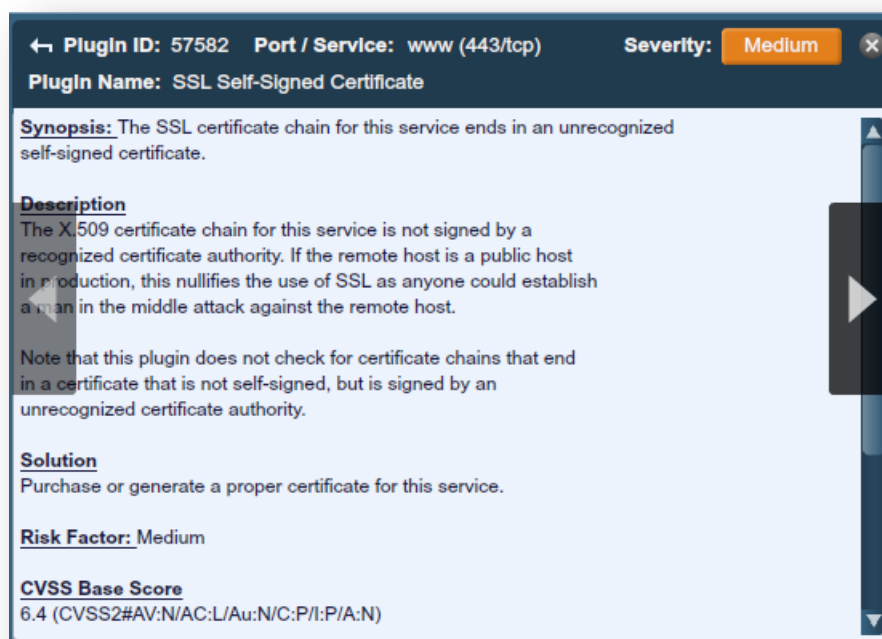 Plugin ID: 57582 Port / Service: www (443/tcp) Severity: Medium
Plugin Name: SSL Self-Signed Certificate
Synopsis: The SSL certificate chain for this service ends in an unrecognized
self-signed certificate.
Description
The X.509 certificate chain for this service is not signed by a
recognized certificate authority. If the remote host is a public host
in production, this nullifies the use of SSL as anyone could establish
a man in the middle attack against the remote host.
Note that this plugin does not check for certificate chains that end
in a certificate that is not self-signed, but is signed by an
unrecognized certificate authority.
Solution
Purchase or generate a proper certificate for this service.
Risk Factor: Medium
CVSS Base Score
6.4 (CVSS2#AV:N/AC:L/Au:N/C:P/I:P/A:N)